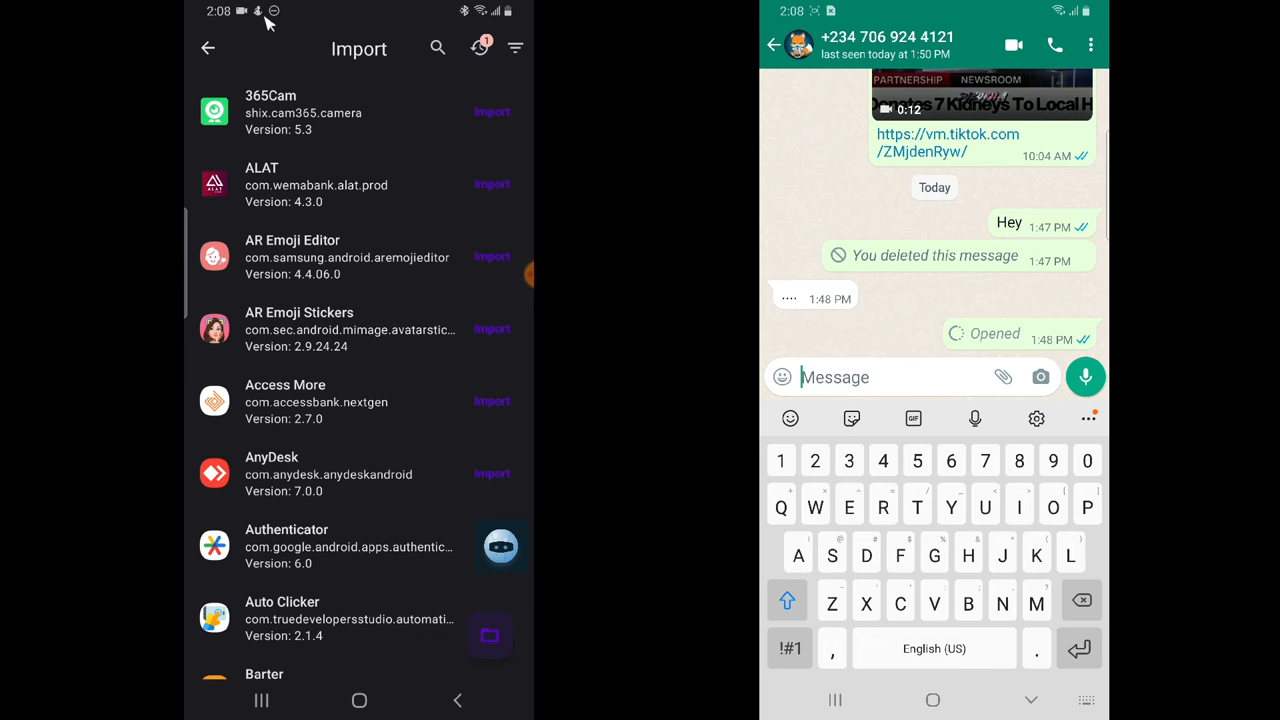 2:08
Import
1
365Cam
shix.cam365.camera
Version: 5.3
Import
ALAT
com.wemabank.alat.prod
Version: 4.3.0
Import
AR Emoji Editor
com.samsung.android.aremojieditor
Version: 4.4.06.0
Import
AR Emoji Stickers
com.sec.android.mimage.avatarstic...
Version: 2.9.24.24
Import
Access More
com.accessbank.nextgen
Version: 2.7.0
Import
AnyDesk
com.anydesk.anydeskandroid
Version: 7.0.0
Import
Authenticator
com.google.android.apps.authentic...
Version: 6.0
Auto Clicker
com.truedevelopersstudio.automati...
Version: 2.1.4
Barter
2:08
+234 706 924 4121
last seen today at 1:50 PM
PARTNERSHIP NEWSROOM
Donates 7 Kidneys To Local H
0:12
https://vm.tiktok.com
/ZMjdenRyw/
10:04 AM
Today
Hey 1:47 PM
You deleted this message 1:47 PM
.... 1:48 PM
Opened 1:48 PM
Message
GIF
1 2 3 4 5 6 7 8 9 0
Q W E R T Y U I O P
A S D F G H J K L
Z X C V B N M
!#1 , English (US) .